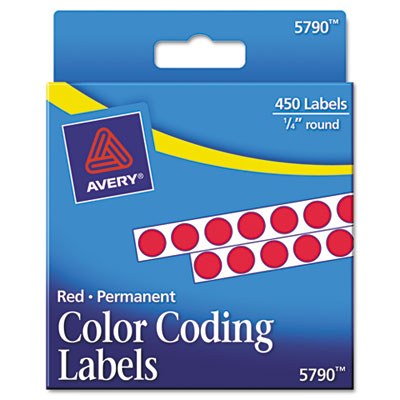 5790™
450 Labels
1/4" round
AVERY®
Red • Permanent
Color Coding
Labels
5790™